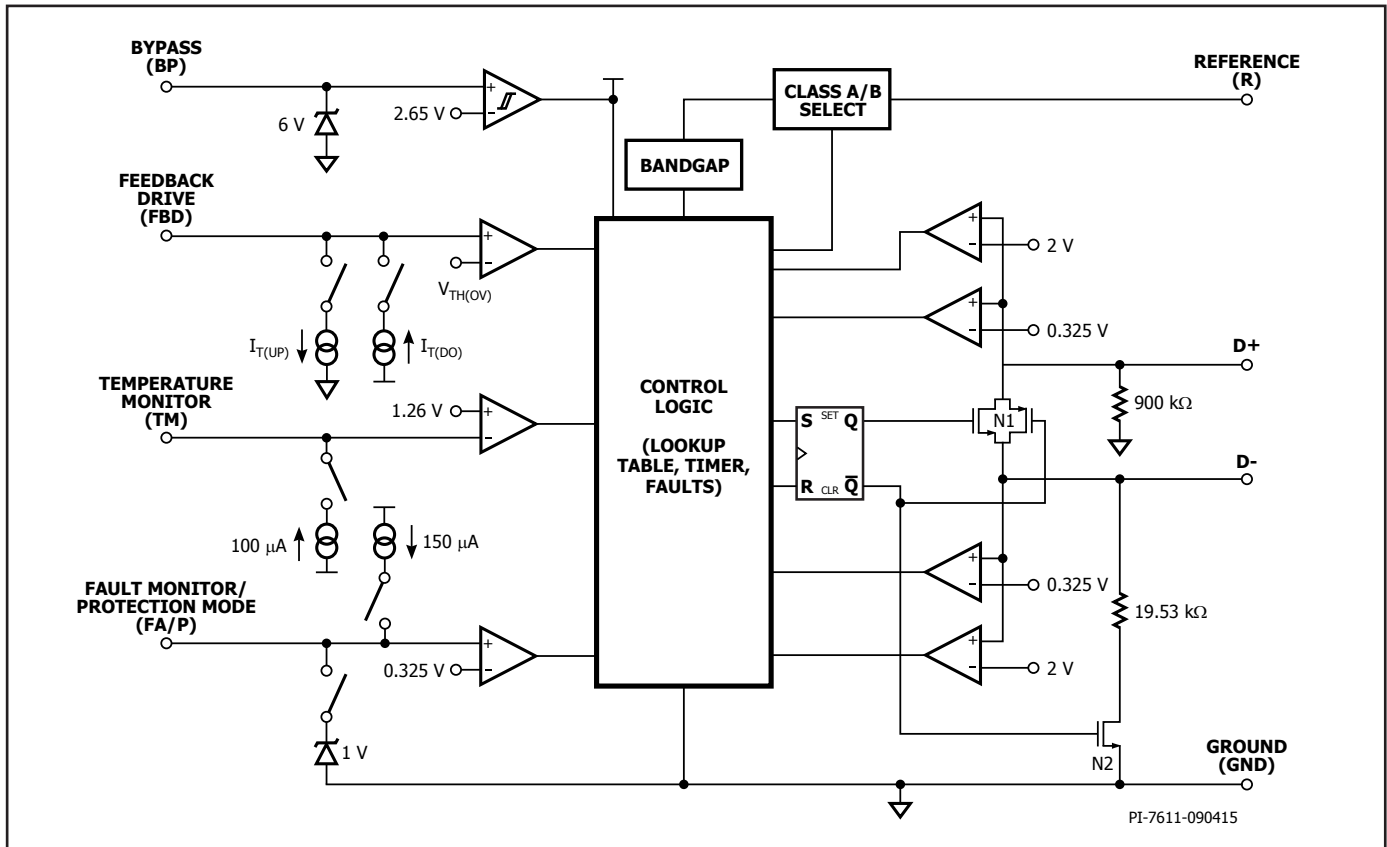 BYPASS
(BP)
6 V
2.65 V
+
-
CLASS A/B
SELECT
REFERENCE
(R)
BANDGAP
FEEDBACK
DRIVE
(FBD)
+
-
V_TH(OV)
I_T(UP)
I_T(DO)
TEMPERATURE
MONITOR
(TM)
1.26 V
+
-
100 μA
150 μA
FAULT MONITOR/
PROTECTION MODE
(FA/P)
0.325 V
+
-
1 V
CONTROL
LOGIC
(LOOKUP
TABLE, TIMER,
FAULTS)
+
-
2 V
+
-
0.325 V
D+
900 kΩ
S SET Q
R CLR Q̅
N1
D-
+
-
0.325 V
19.53 kΩ
+
-
2 V
N2
GROUND
(GND)
PI-7611-090415